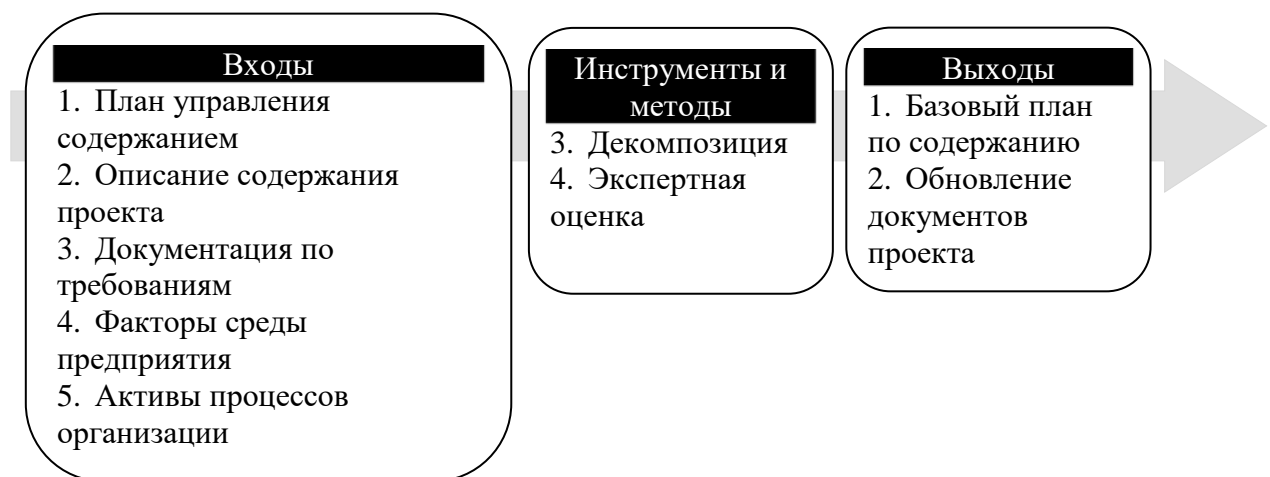 Входы
1. План управления
содержанием
2. Описание содержания
проекта
3. Документация по
требованиям
4. Факторы среды
предприятия
5. Активы процессов
организации
Инструменты и
методы
3. Декомпозиция
4. Экспертная
оценка
Выходы
1. Базовый план
по содержанию
2. Обновление
документов
проекта